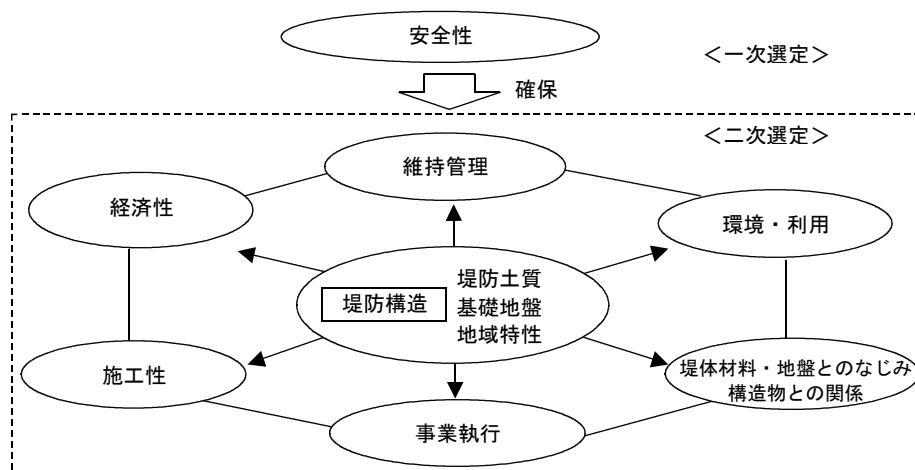 安全性
＜一次選定＞
確保
＜二次選定＞
維持管理
経済性
環境・利用
堤防構造
堤防土質
基礎地盤
地域特性
施工性
堤体材料・地盤とのなじみ
構造物との関係
事業執行